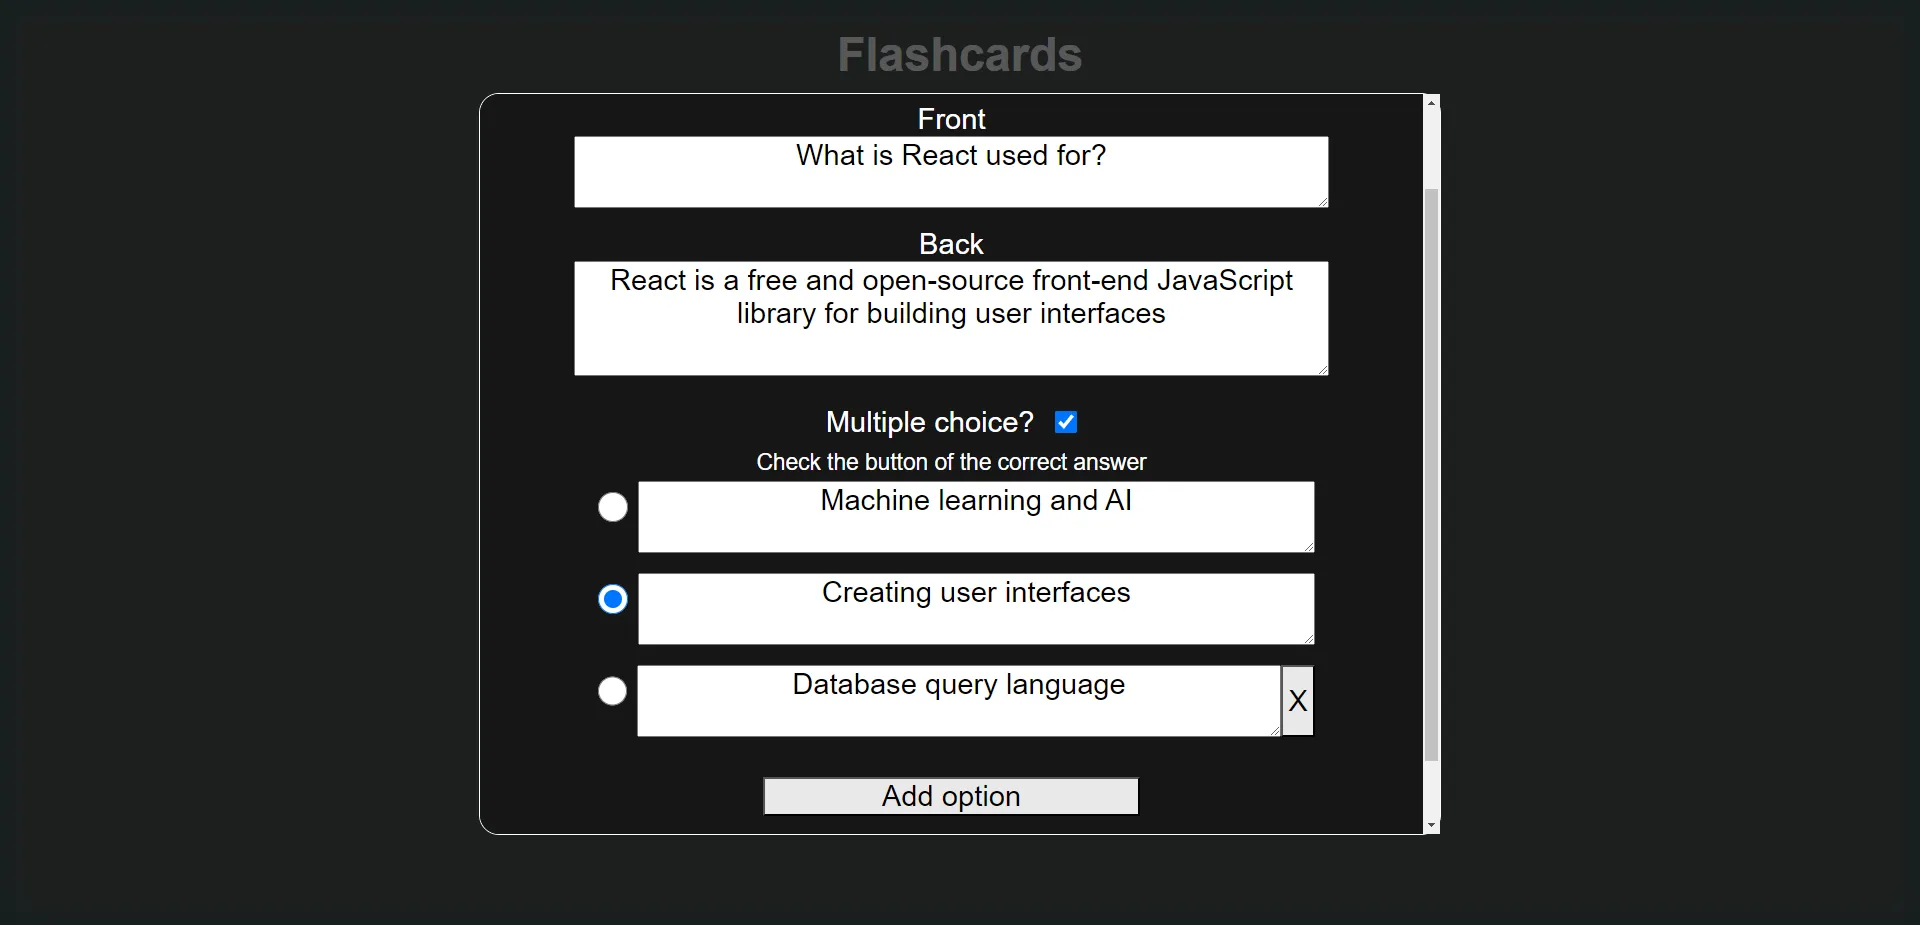 Flashcards
Front
What is React used for?
Back
React is a free and open-source front-end JavaScript
library for building user interfaces
Multiple choice?
Check the button of the correct answer
Machine learning and AI
Creating user interfaces
Database query language
X
Add option